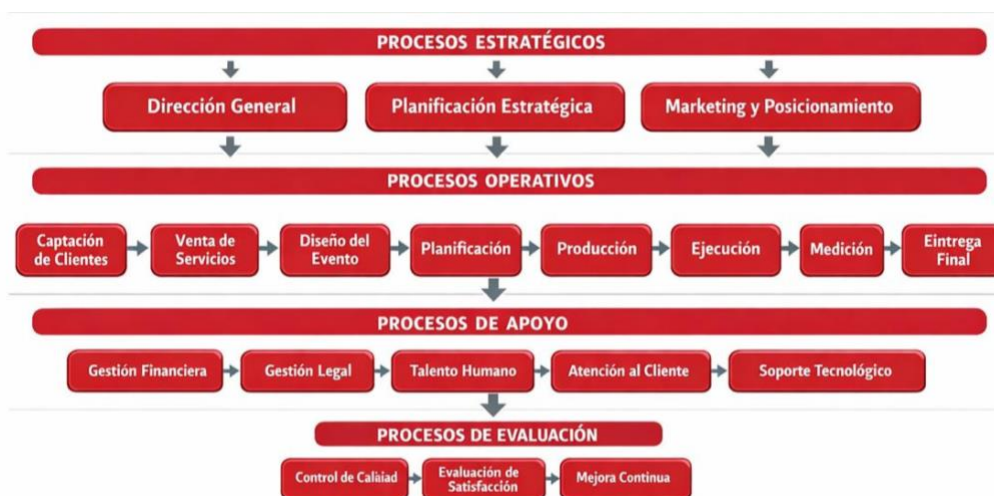 PROCESOS ESTRATÉGICOS
Dirección General
Planificación Estratégica
Marketing y Posicionamiento
PROCESOS OPERATIVOS
Captación
de Clientes
Venta de
Servicios
Diseño del
Evento
Planificación
Producción
Ejecución
Medición
Eintrega
Final
PROCESOS DE APOYO
Gestión Financiera
Gestión Legal
Talento Humano
Atención al Cliente
Soporte Tecnológico
PROCESOS DE EVALUACIÓN
Control de
Evaluación de
Satisfacción
Mejora Continua